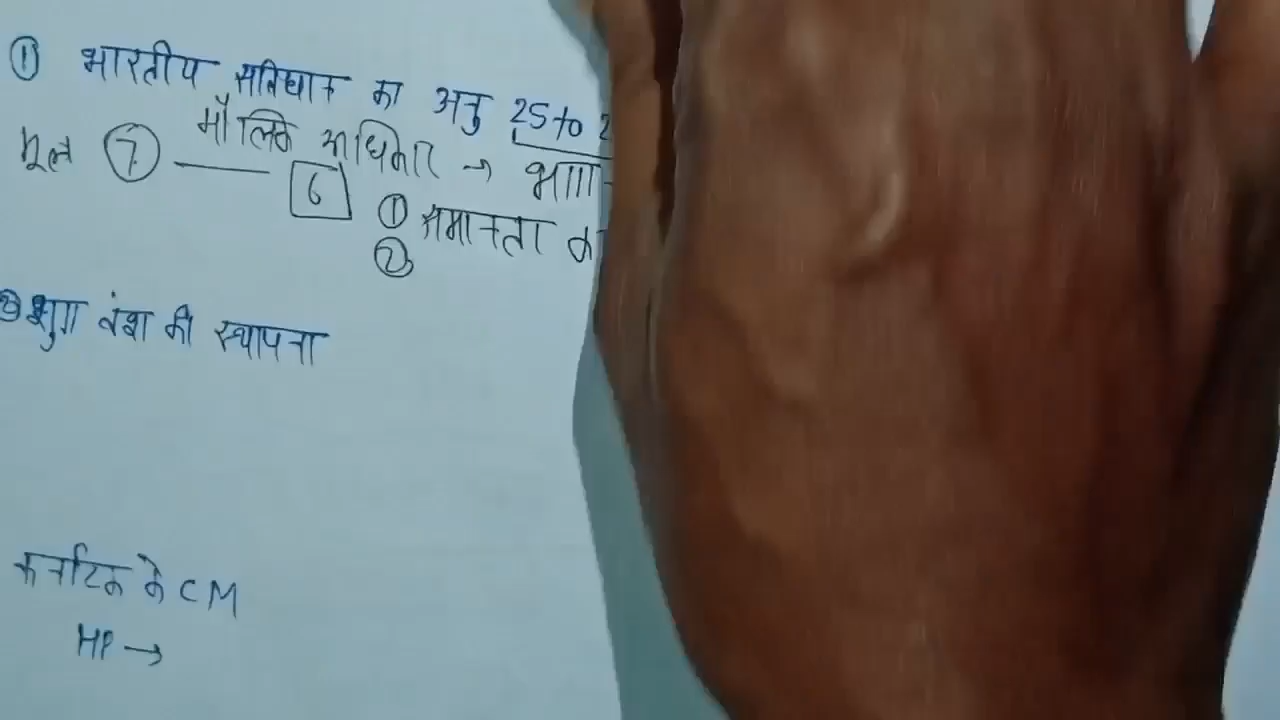 ① भारतीय सविधान का अनु 25 to 2
मूल ⑦ — 6 मौलिक अधिकार → भाग
① समानता क
②
③ शुग वंश की स्थापना
कर्नाटक के CM
HP →